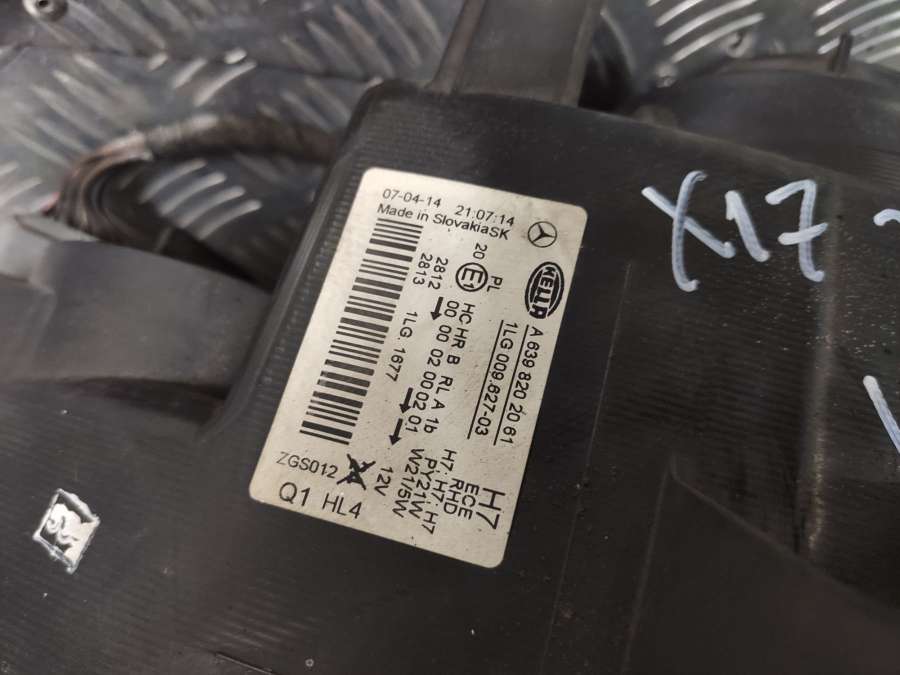 07-04-14 21:07:14
Made in SlovakiaSK
HELLA
A 639 820 20 61
1LG 009.627-03
20 E1 PL HC HR B RL A 1b
2812 00 00 02 00 02 01
2813
1LG. 1677
H7
ECE
RHD
H7: H7: H7
PY21W
W21/5W
12V
ZGS012
Q1 HL4
X17